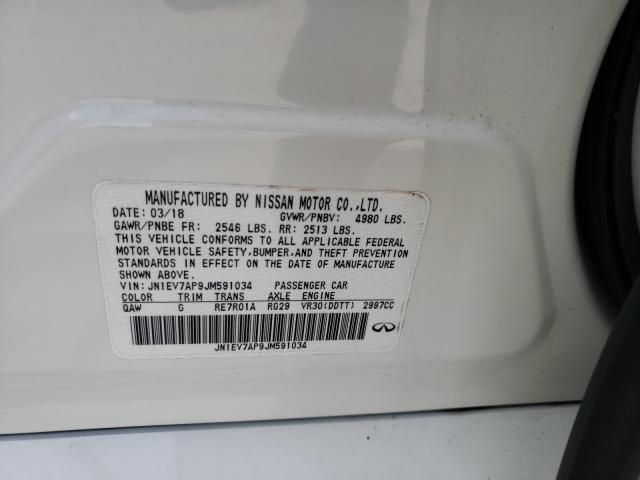 MANUFACTURED BY NISSAN MOTOR CO.,LTD.
DATE: 03/18 GVWR/PNBV: 4980 LBS.
GAWR/PNBE FR: 2546 LBS. RR: 2513 LBS.
THIS VEHICLE CONFORMS TO ALL APPLICABLE FEDERAL
MOTOR VEHICLE SAFETY, BUMPER, AND THEFT PREVENTION
STANDARDS IN EFFECT ON THE DATE OF MANUFACTURE
SHOWN ABOVE.
VIN: JN1EV7AP9JM591034 PASSENGER CAR
COLOR TRIM TRANS AXLE ENGINE
QAW G RE7R01A RG29 VR30(DDTT) 2997CC
JN1EV7AP9JM591034